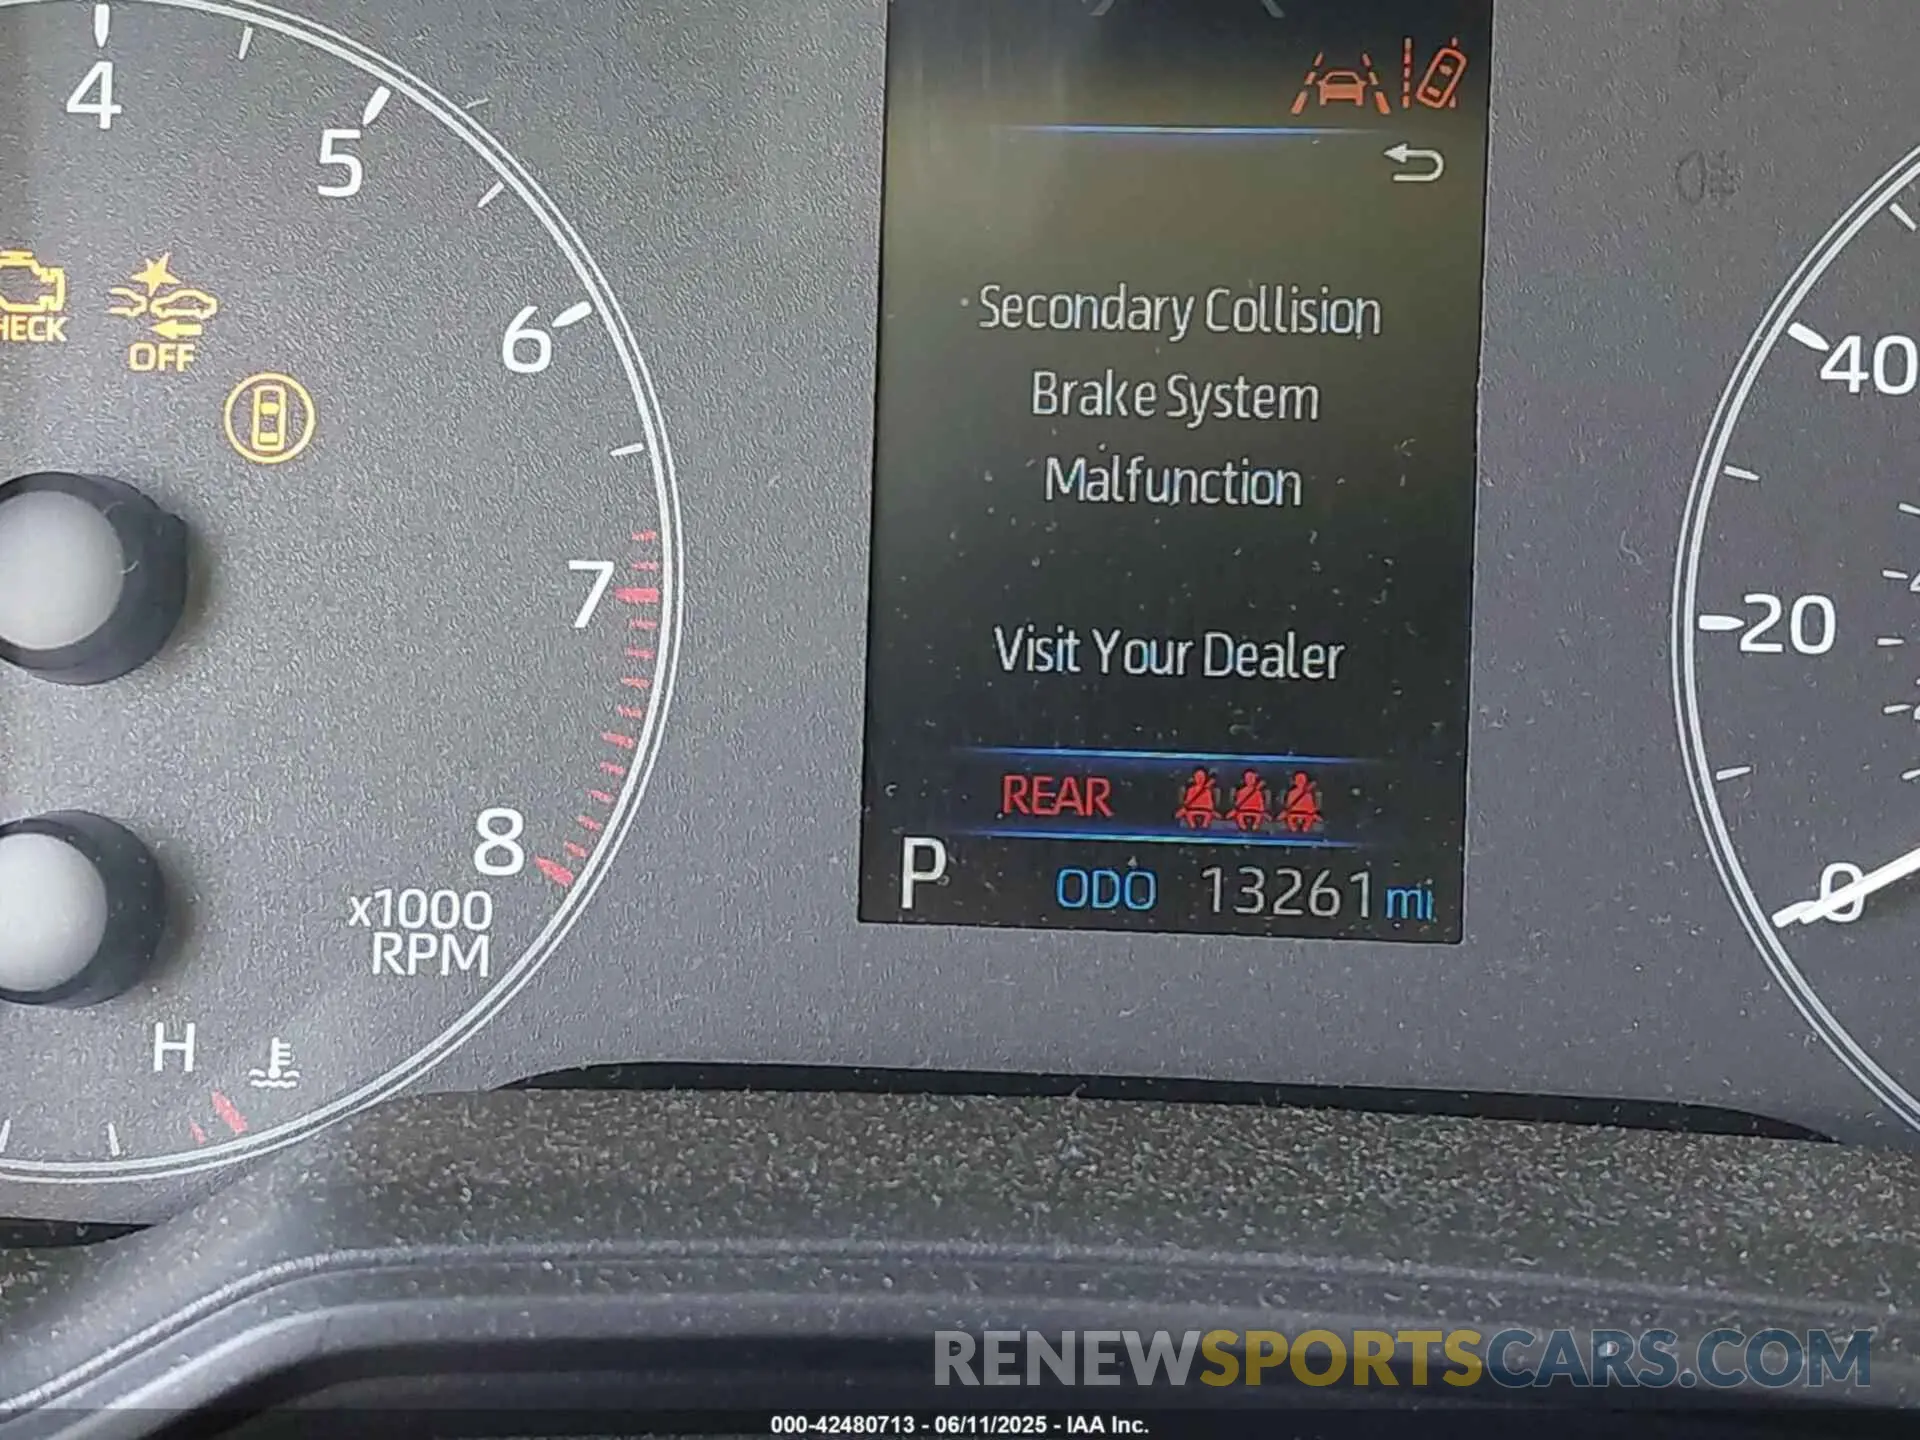 4
5
6
7
8
x1000
RPM
H
HECK
OFF
Secondary Collision
Brake System
Malfunction
Visit Your Dealer
REAR
P ODO 13261 mi
40
20
0
RENEWSPORTSCARS.COM
000-42480713 - 06/11/2025 - IAA Inc.